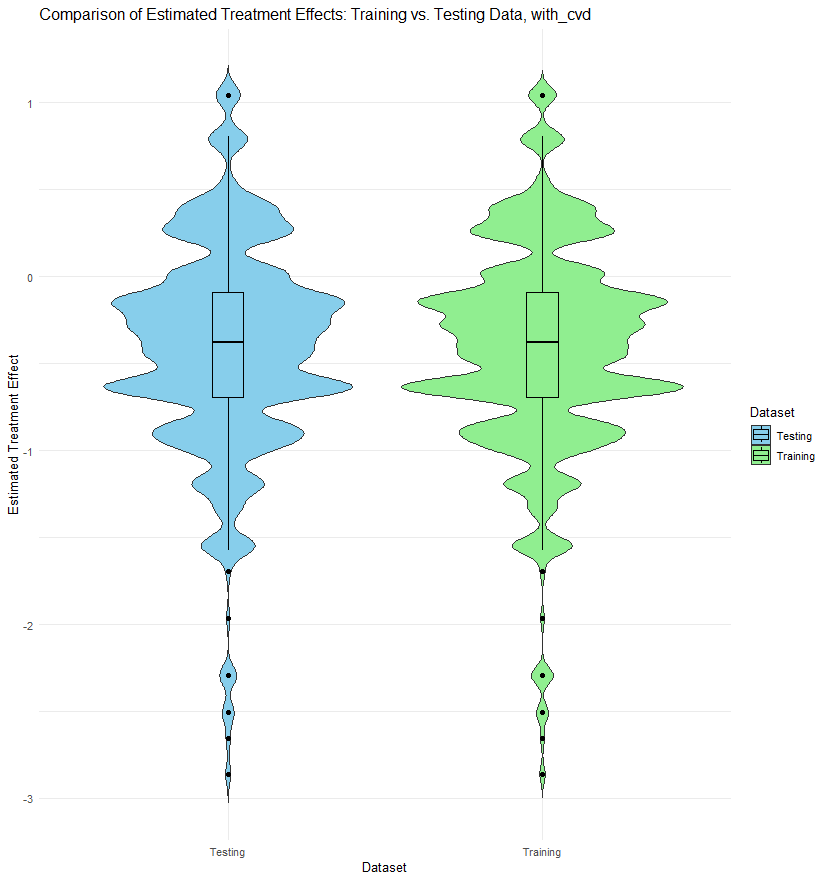 Comparison of Estimated Treatment Effects: Training vs. Testing Data, with_cvd
Estimated Treatment Effect
1
0
-1
-2
-3
Testing
Training
Dataset
Dataset
Testing
Training